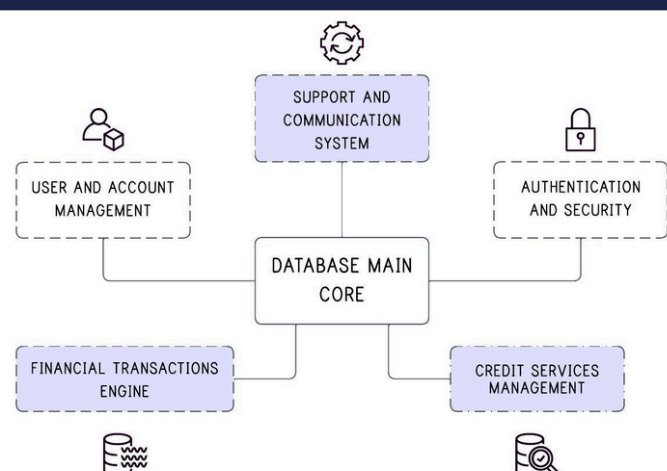 SUPPORT AND
COMMUNICATION
SYSTEM
USER AND ACCOUNT
MANAGEMENT
AUTHENTICATION
AND SECURITY
DATABASE MAIN
CORE
FINANCIAL TRANSACTIONS
ENGINE
CREDIT SERVICES
MANAGEMENT